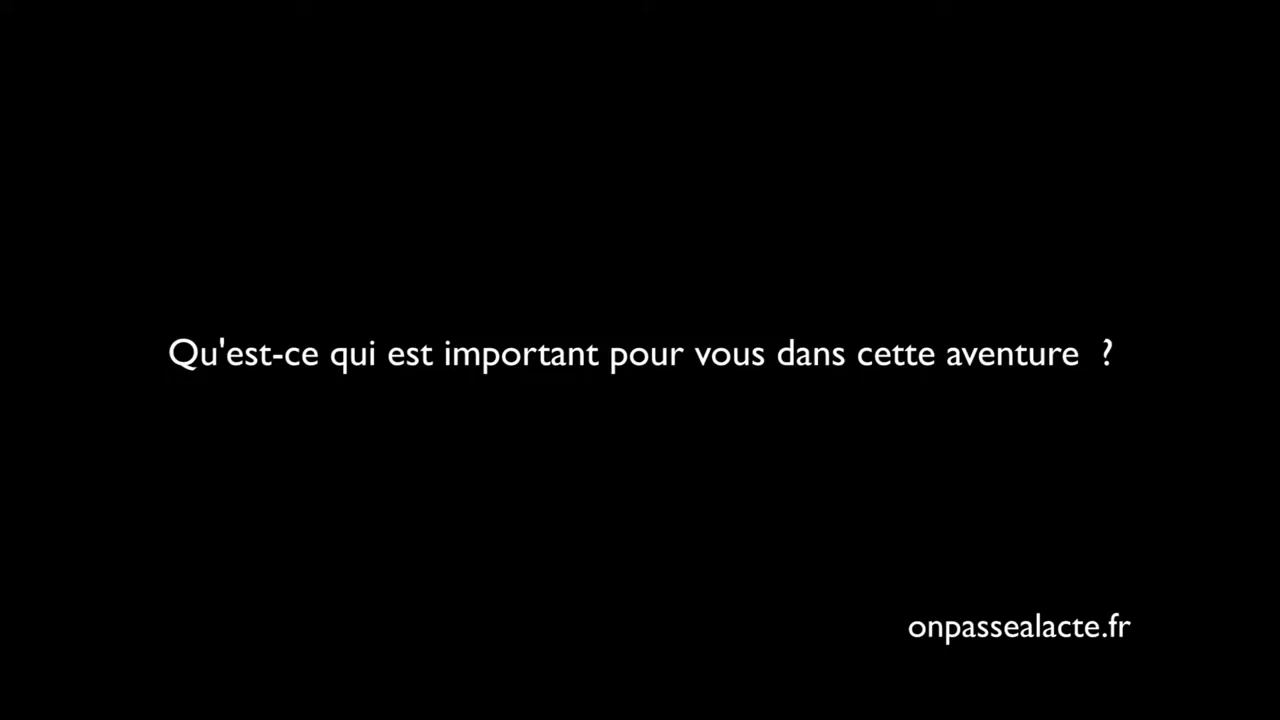 Qu'est-ce qui est important pour vous dans cette aventure  ?
onpassealacte.fr